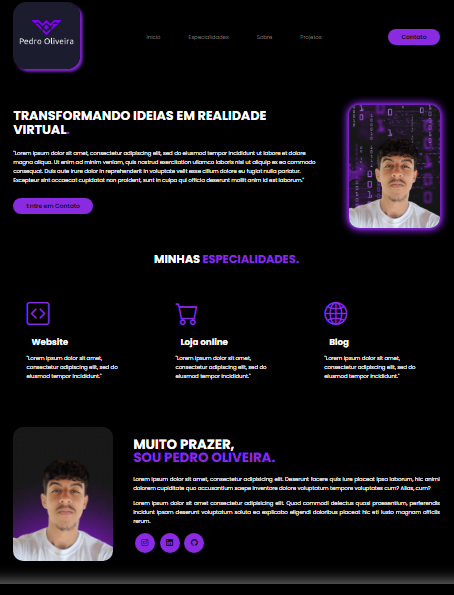 Pedro Oliveira
Início Especialidades Sobre Projetos Contato
TRANSFORMANDO IDEIAS EM REALIDADE
VIRTUAL.
"Lorem ipsum dolor sit amet, consectetur adipiscing elit, sed do eiusmod tempor incididunt ut labore et dolore
magna aliqua. Ut enim ad minim veniam, quis nostrud exercitation ullamco laboris nisi ut aliquip ex ea commodo
consequat. Duis aute irure dolor in reprehenderit in voluptate velit esse cillum dolore eu fugiat nulla pariatur.
Excepteur sint occaecat cupidatat non proident, sunt in culpa qui officia deserunt mollit anim id est laborum."
Entre em Contato
MINHAS ESPECIALIDADES.
Website
"Lorem ipsum dolor sit amet,
consectetur adipiscing elit, sed do
eiusmod tempor incididunt."
Loja online
"Lorem ipsum dolor sit amet,
consectetur adipiscing elit, sed do
eiusmod tempor incididunt."
Blog
"Lorem ipsum dolor sit amet,
consectetur adipiscing elit, sed do
eiusmod tempor incididunt."
MUITO PRAZER,
SOU PEDRO OLIVEIRA.
Lorem ipsum dolor sit amet, consectetur adipisicing elit. Deserunt facere quis iure placeat ipsa laborum, hic animi
dolorem cupiditate quo accusantium saepe inventore dolore voluptatum tempore voluptates cum? Alias, cum?
Lorem ipsum dolor sit amet consectetur adipisicing elit. Quod commodi delectus quasi praesentium, perferendis
incidunt ipsam deserunt voluptatum soluta ea explicabo eligendi doloribus placeat hic et! Iusto magnam officiis
rerum.